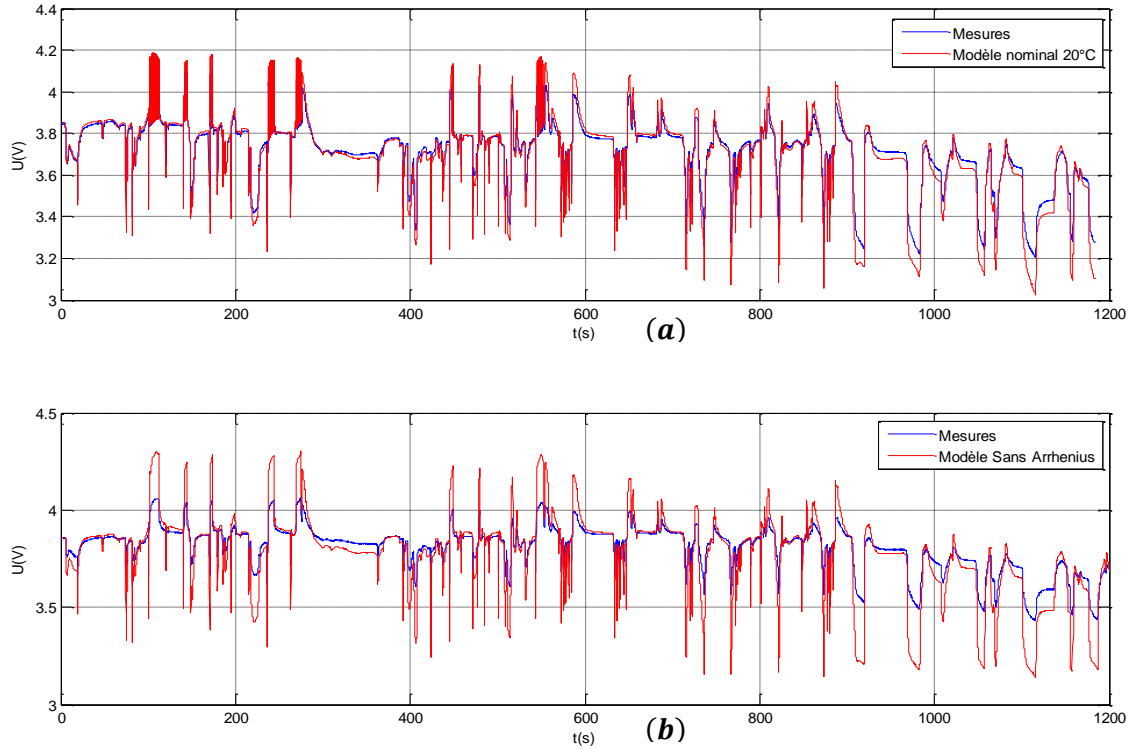 4.4
4.2
4
3.8
3.6
3.4
3.2
3
U(V)
Mesures
Modèle nominal 20°C
0 200 400 600 800 1000 1200
t(s)
(a)
4.5
4
3.5
3
U(V)
Mesures
Modèle Sans Arrhenius
0 200 400 600 800 1000 1200
t(s)
(b)